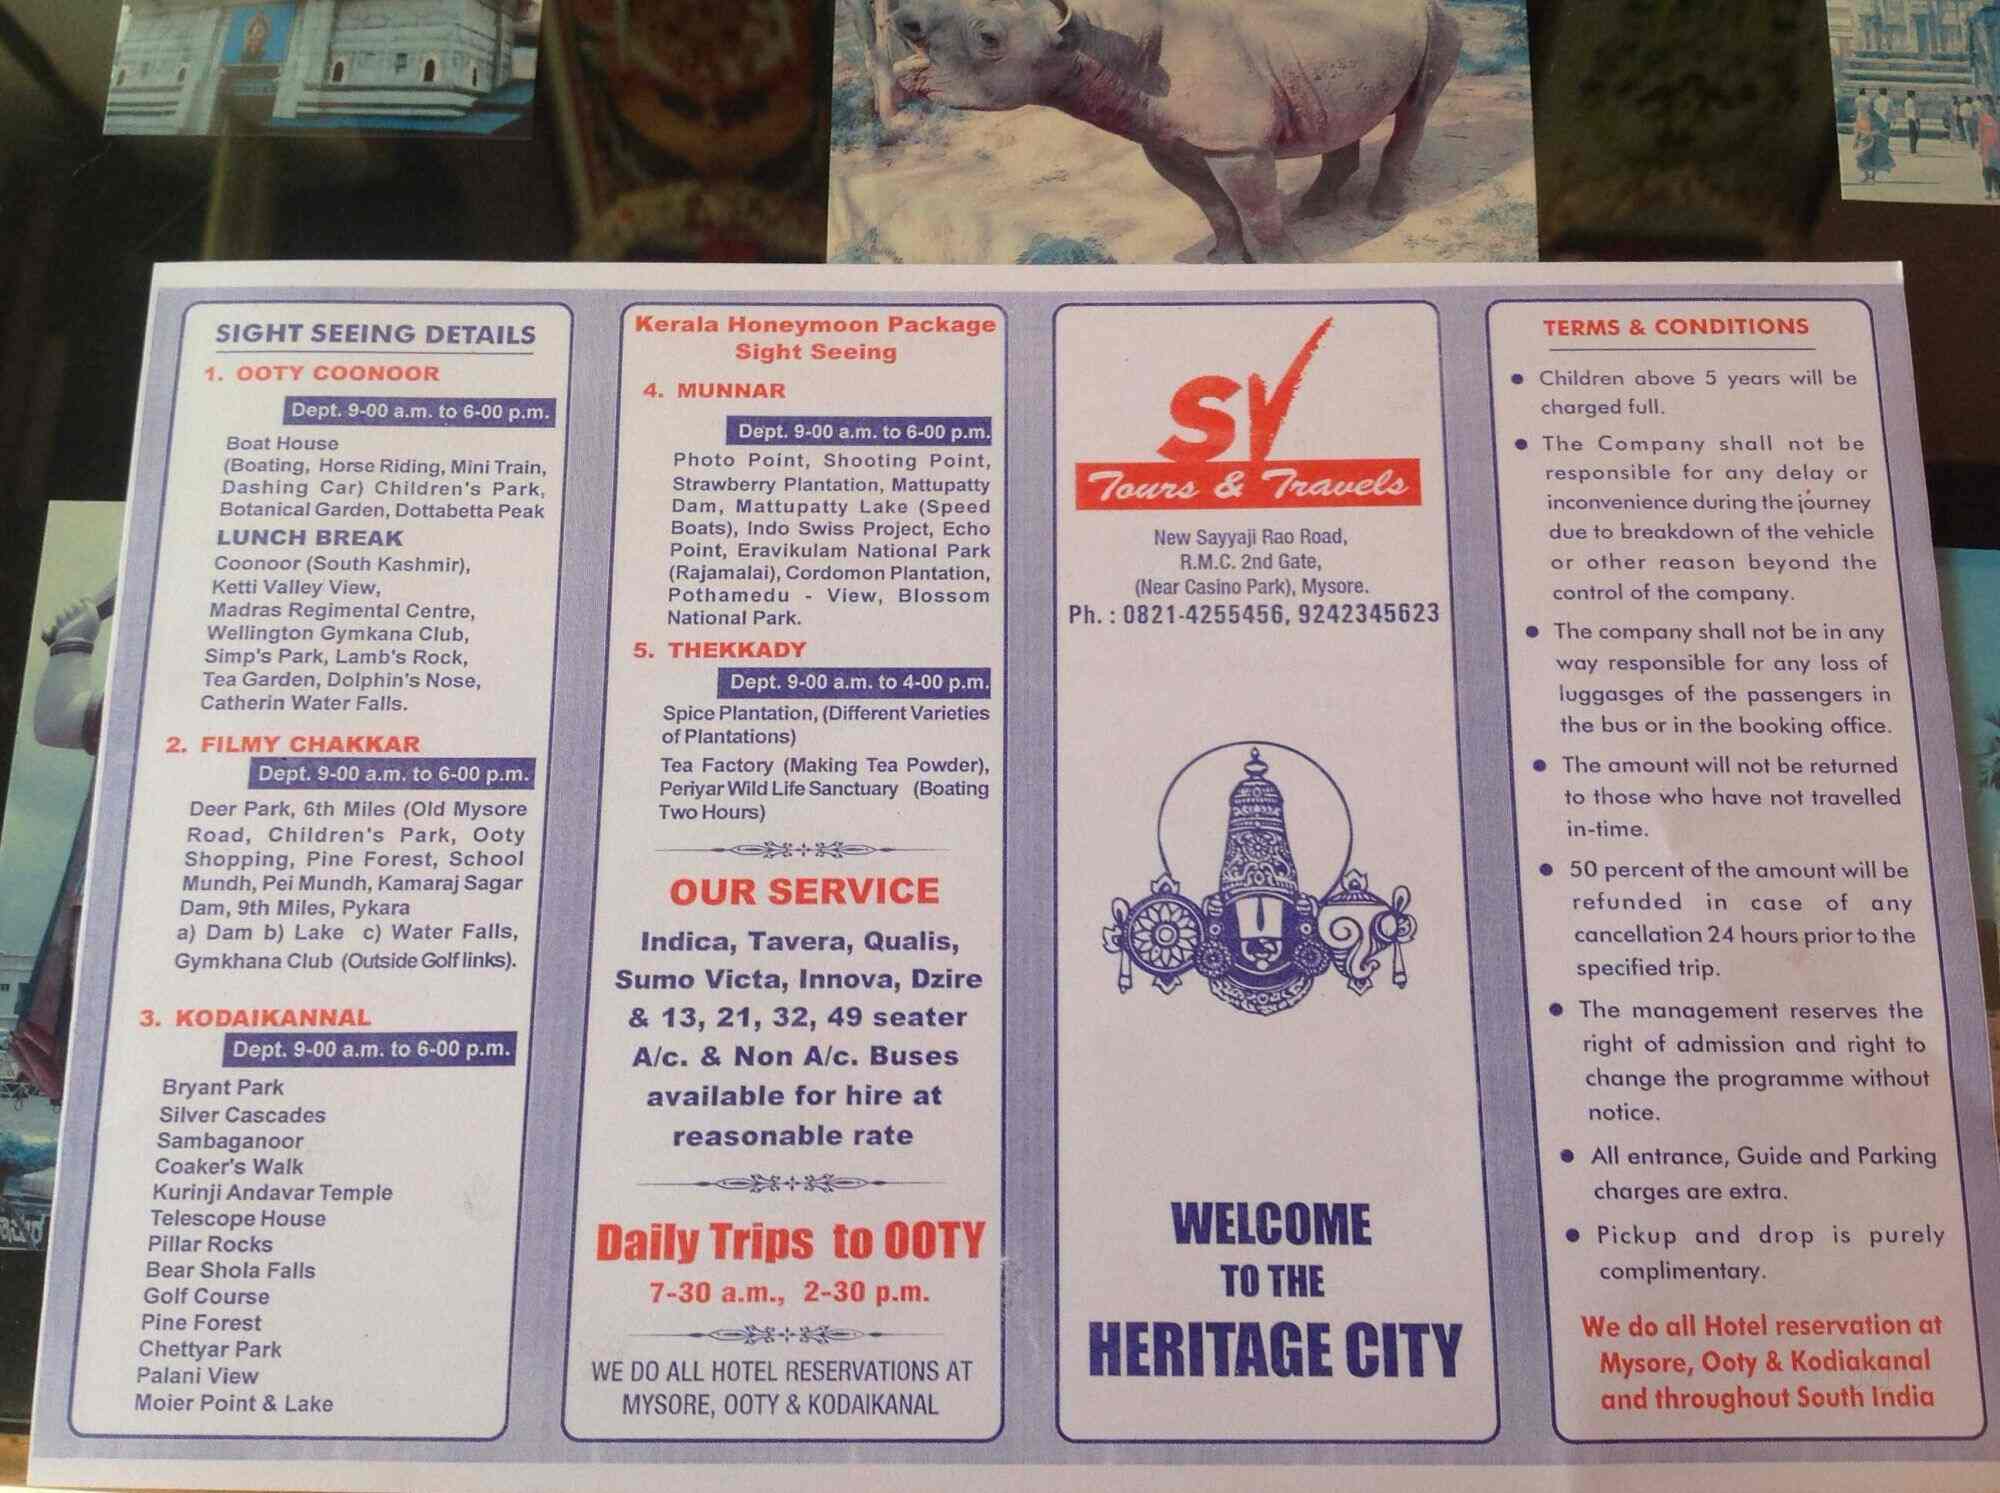 SIGHT SEEING DETAILS
1. OOTY COONOOR
Dept. 9-00 a.m. to 6-00 p.m.
Boat House
(Boating, Horse Riding, Mini Train,
Dashing Car) Children's Park,
Botanical Garden, Dottabetta Peak
LUNCH BREAK
Coonoor (South Kashmir),
Ketti Valley View,
Madras Regimental Centre,
Wellington Gymkana Club,
Simp's Park, Lamb's Rock,
Tea Garden, Dolphin's Nose,
Catherin Water Falls.
2. FILMY CHAKKAR
Dept. 9-00 a.m. to 6-00 p.m.
Deer Park, 6th Miles (Old Mysore
Road, Children's Park, Ooty
Shopping, Pine Forest, School
Mundh, Pei Mundh, Kamaraj Sagar
Dam, 9th Miles, Pykara
a) Dam b) Lake c) Water Falls,
Gymkhana Club (Outside Golf links).
3. KODAIKANNAL
Dept. 9-00 a.m. to 6-00 p.m.
Bryant Park
Silver Cascades
Sambaganoor
Coaker's Walk
Kurinji Andavar Temple
Telescope House
Pillar Rocks
Bear Shola Falls
Golf Course
Pine Forest
Chettyar Park
Palani View
Moier Point & Lake
Kerala Honeymoon Package
Sight Seeing
4. MUNNAR
Dept. 9-00 a.m. to 6-00 p.m.
Photo Point, Shooting Point,
Strawberry Plantation, Mattupatty
Dam, Mattupatty Lake (Speed
Boats), Indo Swiss Project, Echo
Point, Eravikulam National Park
(Rajamalai), Cordomon Plantation,
Pothamedu - View, Blossom
National Park.
5. THEKKADY
Dept. 9-00 a.m. to 4-00 p.m.
Spice Plantation, (Different Varieties
of Plantations)
Tea Factory (Making Tea Powder),
Periyar Wild Life Sanctuary (Boating
Two Hours)
OUR SERVICE
Indica, Tavera, Qualis,
Sumo Victa, Innova, Dzire
& 13, 21, 32, 49 seater
A/c. & Non A/c. Buses
available for hire at
reasonable rate
Daily Trips to OOTY
7-30 a.m., 2-30 p.m.
WE DO ALL HOTEL RESERVATIONS AT
MYSORE, OOTY & KODAIKANAL
SV
Tours & Travels
New Sayyaji Rao Road,
R.M.C. 2nd Gate,
(Near Casino Park), Mysore.
Ph. : 0821-4255456, 9242345623
WELCOME
TO THE
HERITAGE CITY
TERMS & CONDITIONS
• Children above 5 years will be
charged full.
• The Company shall not be
responsible for any delay or
inconvenience during the journey
due to breakdown of the vehicle
or other reason beyond the
control of the company.
• The company shall not be in any
way responsible for any loss of
luggasges of the passengers in
the bus or in the booking office.
• The amount will not be returned
to those who have not travelled
in-time.
• 50 percent of the amount will be
refunded in case of any
cancellation 24 hours prior to the
specified trip.
• The management reserves the
right of admission and right to
change the programme without
notice.
• All entrance, Guide and Parking
charges are extra.
• Pickup and drop is purely
complimentary.
We do all Hotel reservation at
Mysore, Ooty & Kodiakanal
and throughout South India